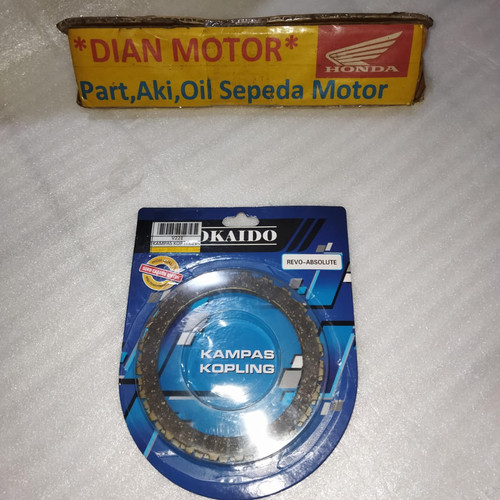 *DIAN MOTOR*
HONDA
Part,Aki,Oil Sepeda Motor
OKAIDO
REVO-ABSOLUTE
KAMPAS
KOPLING